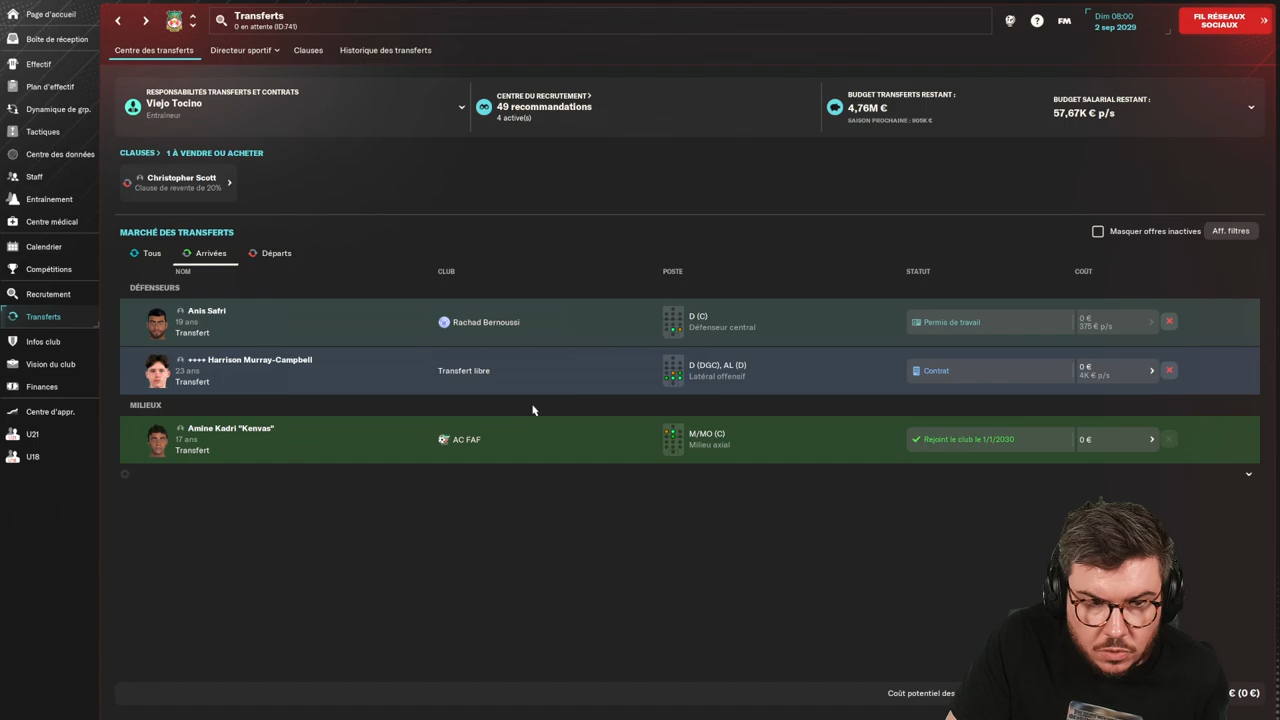 Page d'accueil
Boîte de réception
Effectif
Plan d'effectif
Dynamique de grp.
Tactiques
Centre des données
Staff
Entraînement
Centre médical
Calendrier
Compétitions
Recrutement
Transferts
Infos club
Vision du club
Finances
Centre d'appr.
U21
U18
Transferts
0 en attente (ID:741)
FM
Dim 08:00
2 sep 2029
FIL RÉSEAUX
SOCIAUX
Centre des transferts
Directeur sportif
Clauses
Historique des transferts
RESPONSABILITÉS TRANSFERTS ET CONTRATS
Viejo Tocino
Entraîneur
CENTRE DU RECRUTEMENT >
49 recommandations
4 active(s)
BUDGET TRANSFERTS RESTANT :
4,76M €
SAISON PROCHAINE : 905K €
BUDGET SALARIAL RESTANT :
57,67K € p/s
CLAUSES > 1 À VENDRE OU ACHETER
Christopher Scott
Clause de revente de 20%
MARCHÉ DES TRANSFERTS
Masquer offres inactives
Aff. filtres
Tous
Arrivées
Départs
NOM
CLUB
POSTE
STATUT
COÛT
DÉFENSEURS
Anis Safri
19 ans
Transfert
Rachad Bernoussi
D (C)
Défenseur central
Permis de travail
0 €
375 € p/s
++++ Harrison Murray-Campbell
23 ans
Transfert
Transfert libre
D (DGC), AL (D)
Latéral offensif
Contrat
0 €
4K € p/s
MILIEUX
Amine Kadri "Kenvas"
17 ans
Transfert
AC FAF
M/MO (C)
Milieu axial
Rejoint le club le 1/1/2030
0 €
Coût potentiel des
€ (0 €)